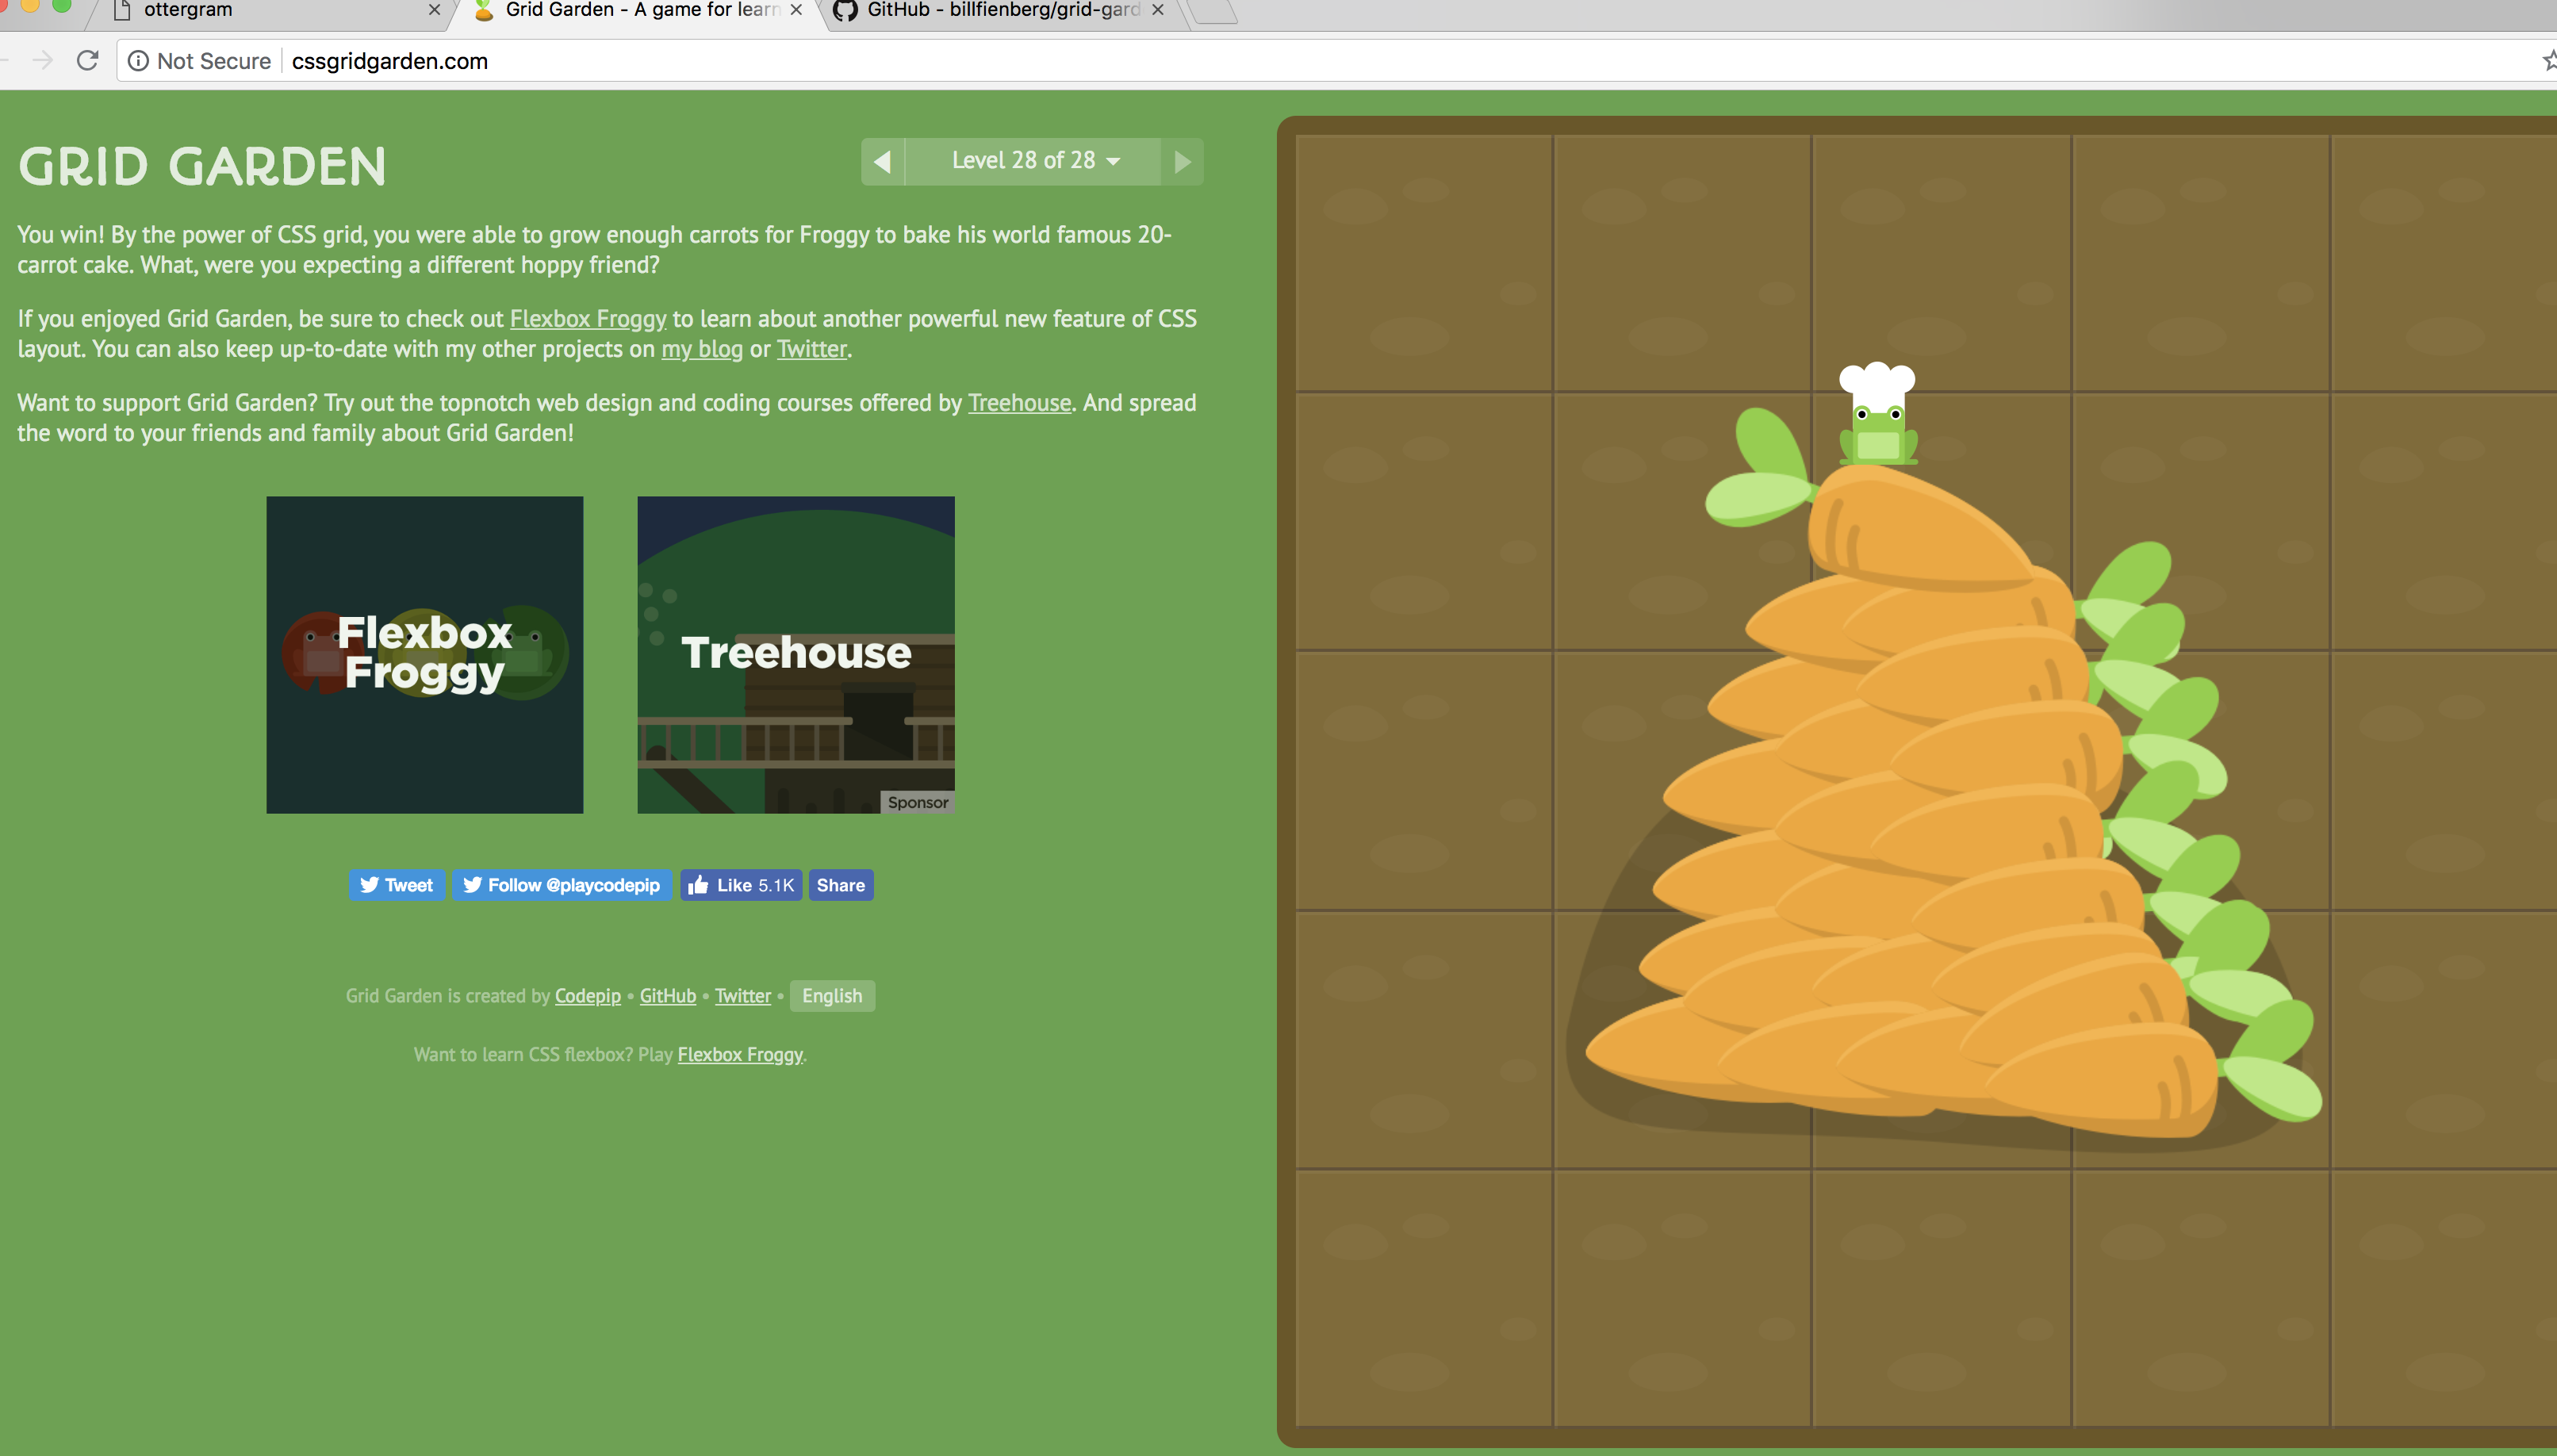 ottergram
Grid Garden - A game for learn
GitHub - billfienberg/grid-gard
Not Secure
cssgridgarden.com
GRID GARDEN
Level 28 of 28
You win! By the power of CSS grid, you were able to grow enough carrots for Froggy to bake his world famous 20-
carrot cake. What, were you expecting a different hoppy friend?
If you enjoyed Grid Garden, be sure to check out Flexbox Froggy to learn about another powerful new feature of CSS
layout. You can also keep up-to-date with my other projects on my blog or Twitter.
Want to support Grid Garden? Try out the topnotch web design and coding courses offered by Treehouse. And spread
the word to your friends and family about Grid Garden!
Flexbox
Froggy
Treehouse
Sponsor
Tweet
Follow @playcodepip
Like 5.1K
Share
Grid Garden is created by Codepip • GitHub • Twitter • English
Want to learn CSS flexbox? Play Flexbox Froggy.